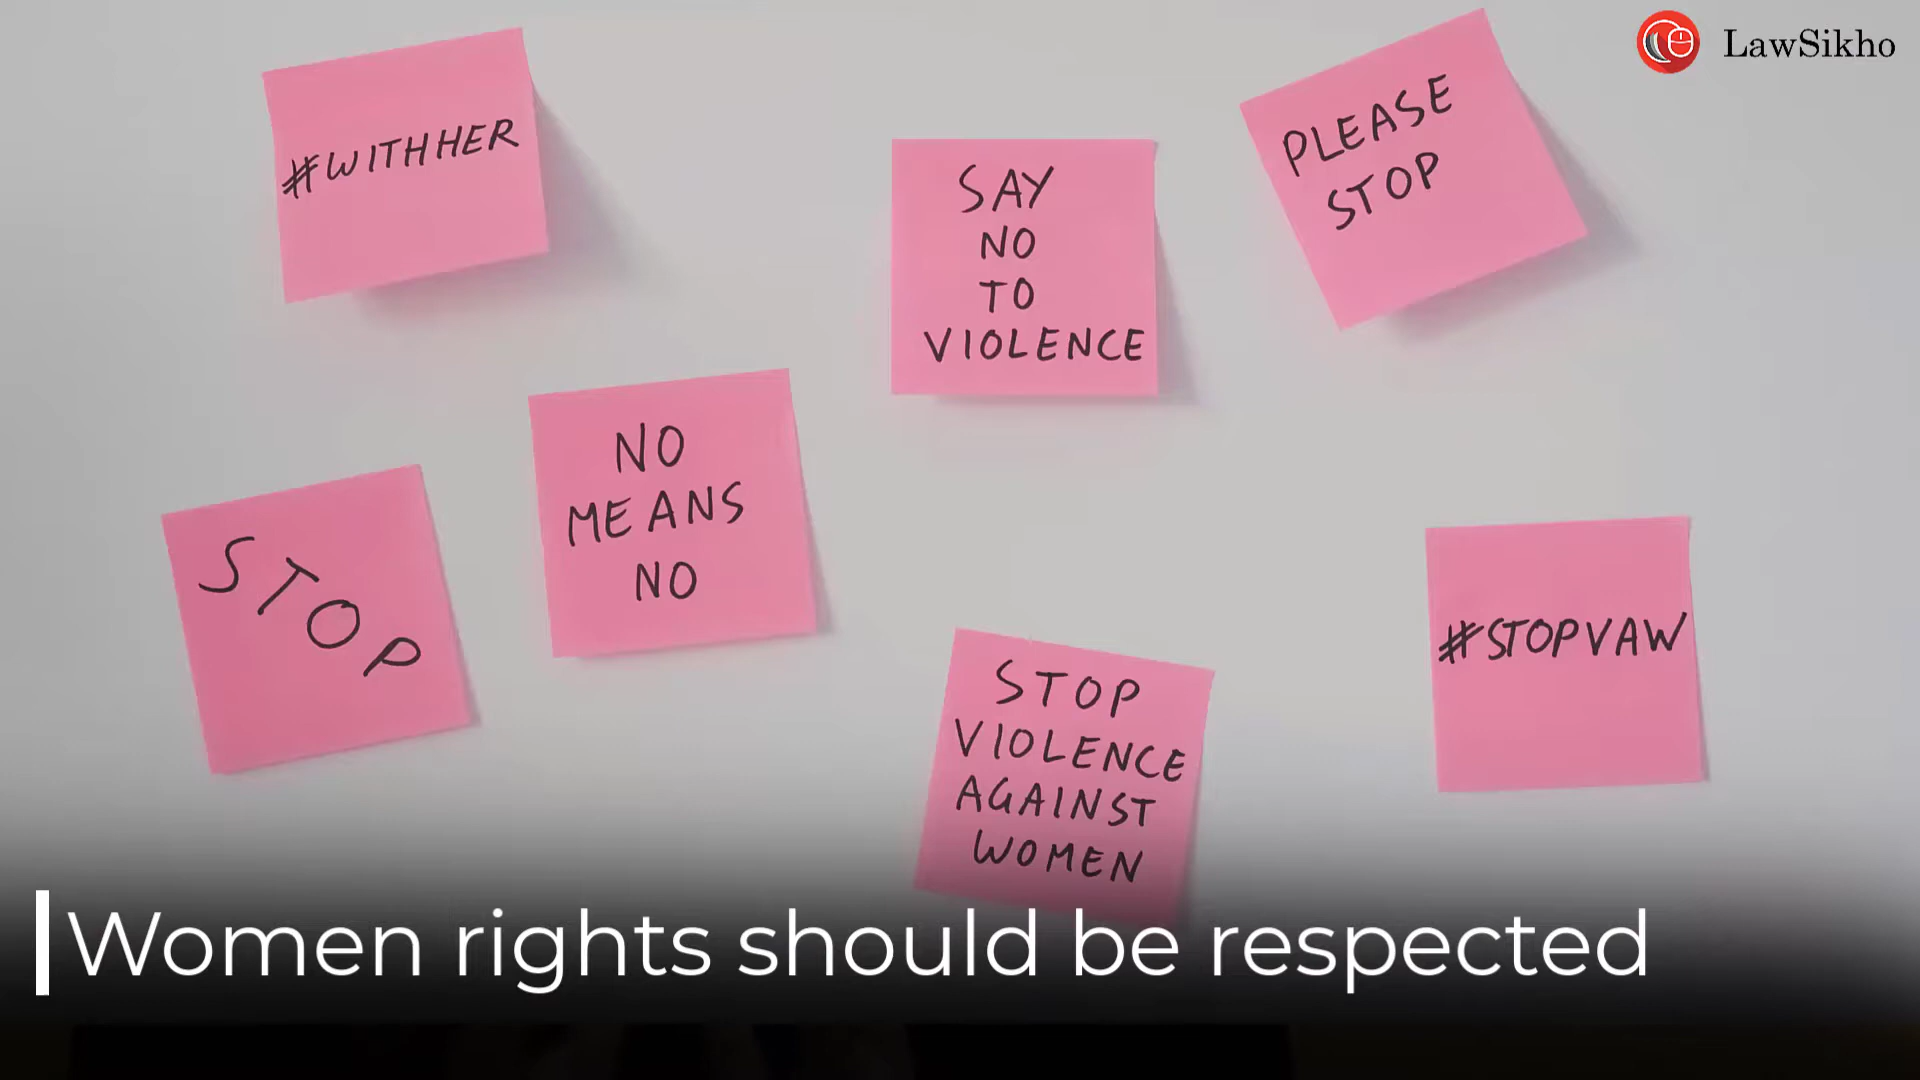 LawSikho
#WITHHER
SAY
NO
TO
VIOLENCE
PLEASE
STOP
NO
MEANS
NO
STOP
#STOPVAW
STOP
VIOLENCE
AGAINST
WOMEN
Women rights should be respected